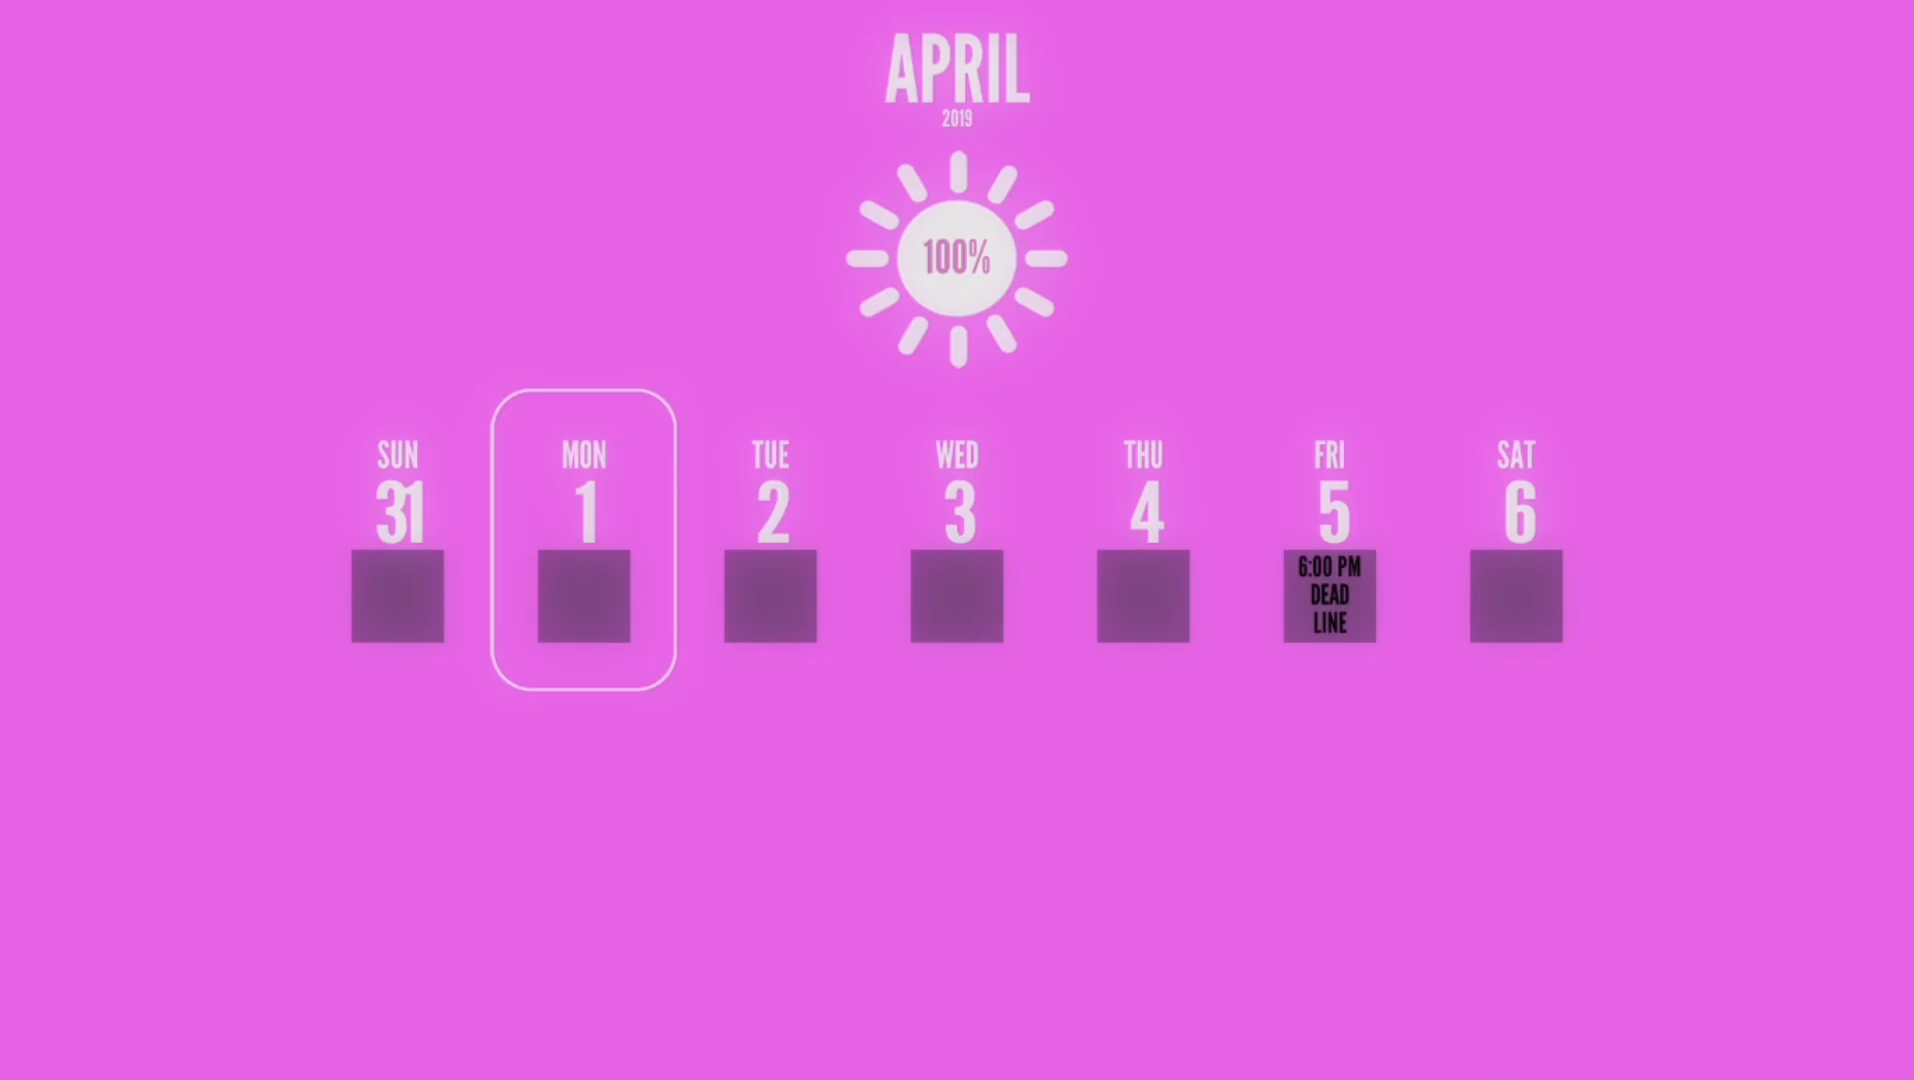 APRIL
2019
100%
SUN MON TUE WED THU FRI SAT
31 1 2 3 4 5 6
6:00 PM
DEAD
LINE